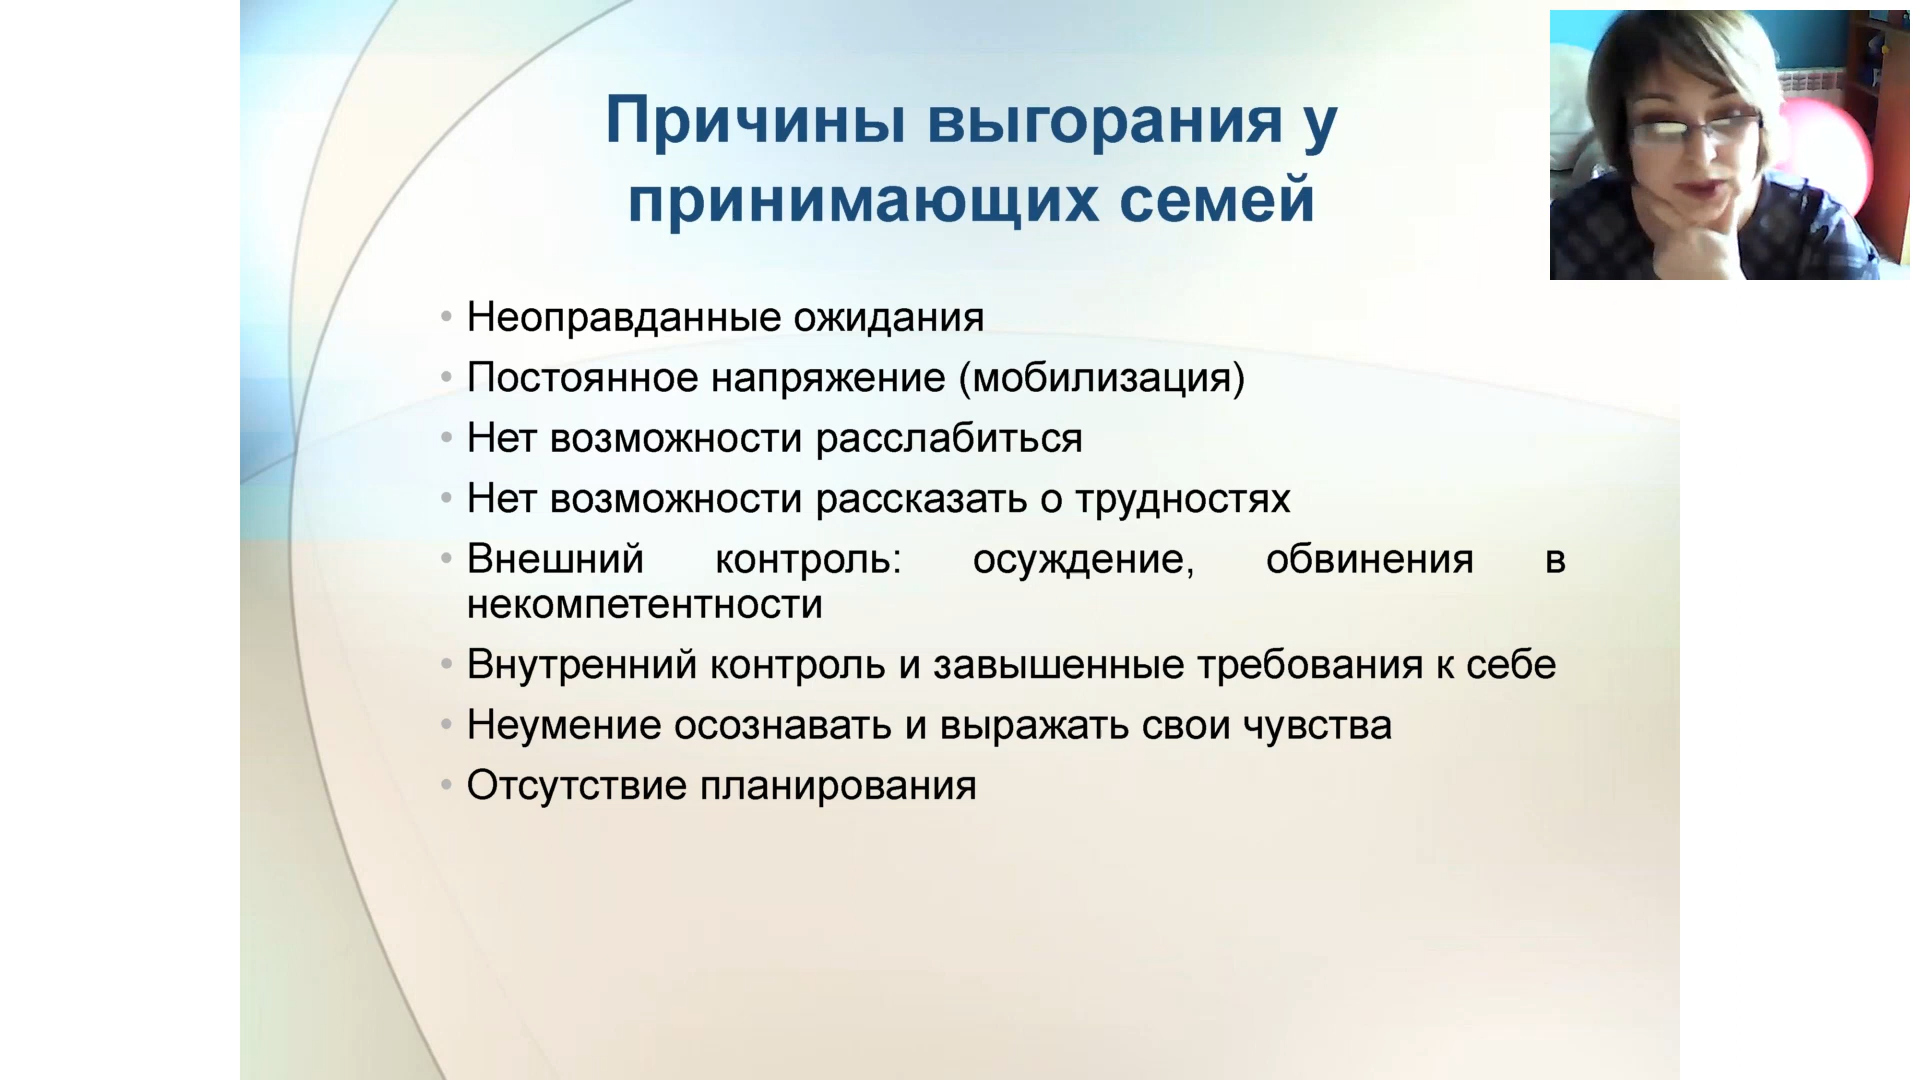 Причины выгорания у
принимающих семей
• Неоправданные ожидания
• Постоянное напряжение (мобилизация)
• Нет возможности расслабиться
• Нет возможности рассказать о трудностях
• Внешний контроль: осуждение, обвинения в
некомпетентности
• Внутренний контроль и завышенные требования к себе
• Неумение осознавать и выражать свои чувства
• Отсутствие планирования